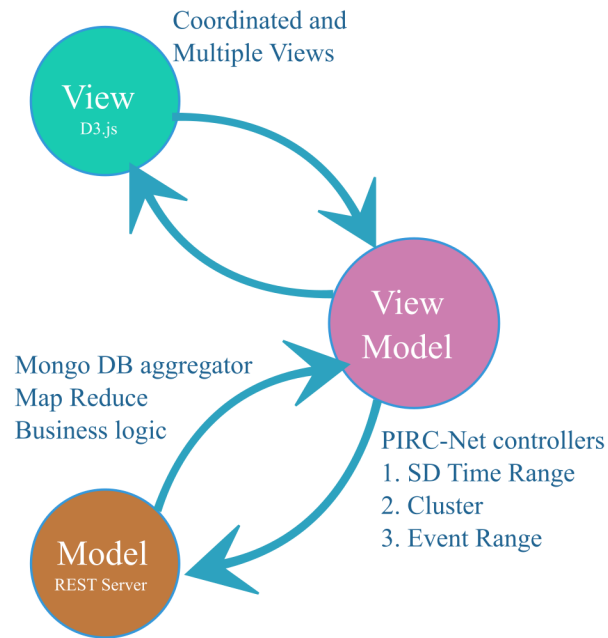 Coordinated and
Multiple Views
View
D3.js
View
Model
Mongo DB aggregator
Map Reduce
Business logic
PIRC-Net controllers
1. SD Time Range
2. Cluster
3. Event Range
Model
REST Server